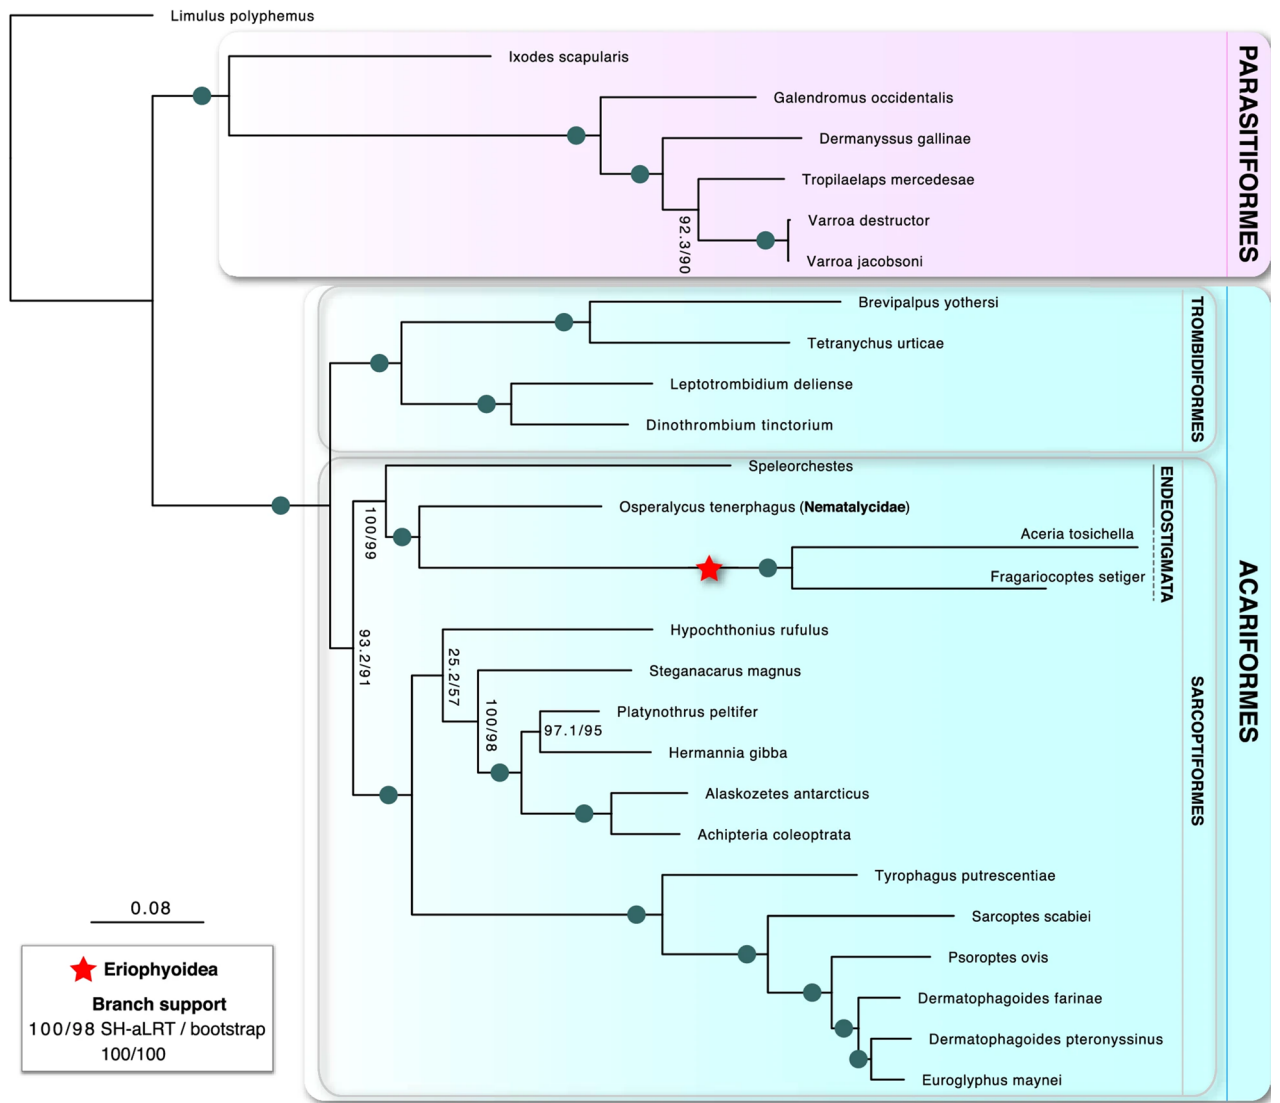 Limulus polyphemus
Ixodes scapularis
Galendromus occidentalis
Dermanyssus gallinae
Tropilaelaps mercedesae
Varroa destructor
92.3/90
Varroa jacobsoni
PARASITIFORMES
Brevipalpus yothersi
Tetranychus urticae
Leptotrombidium deliense
Dinothrombium tinctorium
TROMBIDIFORMES
Speleorchestes
Osperalycus tenerphagus (Nematalycidae)
Aceria tosichella
Fragariocoptes setiger
100/99
ENDEOSTIGMATA
93.2/91
Hypochthonius rufulus
25.2/57
Steganacarus magnus
100/98
Platynothrus peltifer
97.1/95
Hermannia gibba
Alaskozetes antarcticus
Achipteria coleoptrata
Tyrophagus putrescentiae
Sarcoptes scabiei
Psoroptes ovis
Dermatophagoides farinae
Dermatophagoides pteronyssinus
Euroglyphus maynei
SARCOPTIFORMES
ACARIFORMES
0.08
Eriophyoidea
Branch support
100/98 SH-aLRT / bootstrap
100/100